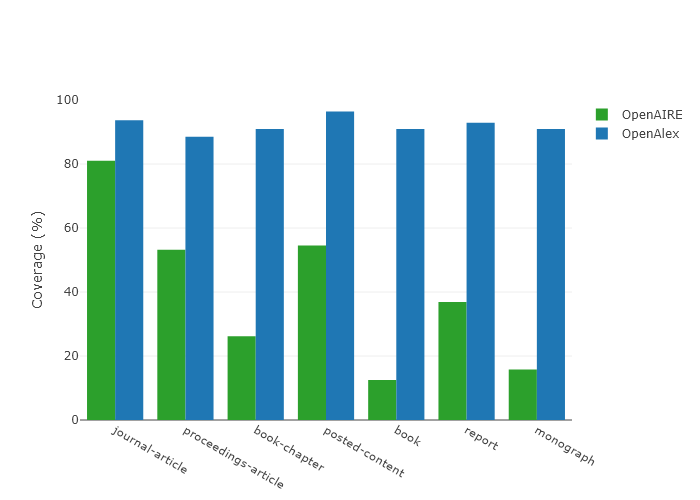 100
80
60
40
20
0
Coverage (%)
journal-article
proceedings-article
book-chapter
posted-content
book
report
monograph
OpenAIRE
OpenAlex